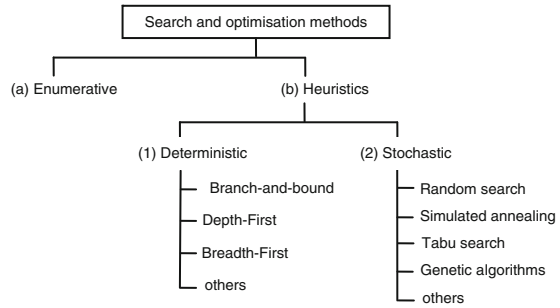 Search and optimisation methods
(a) Enumerative
(b) Heuristics
(1) Deterministic
(2) Stochastic
Branch-and-bound
Depth-First
Breadth-First
others
Random search
Simulated annealing
Tabu search
Genetic algorithms
others